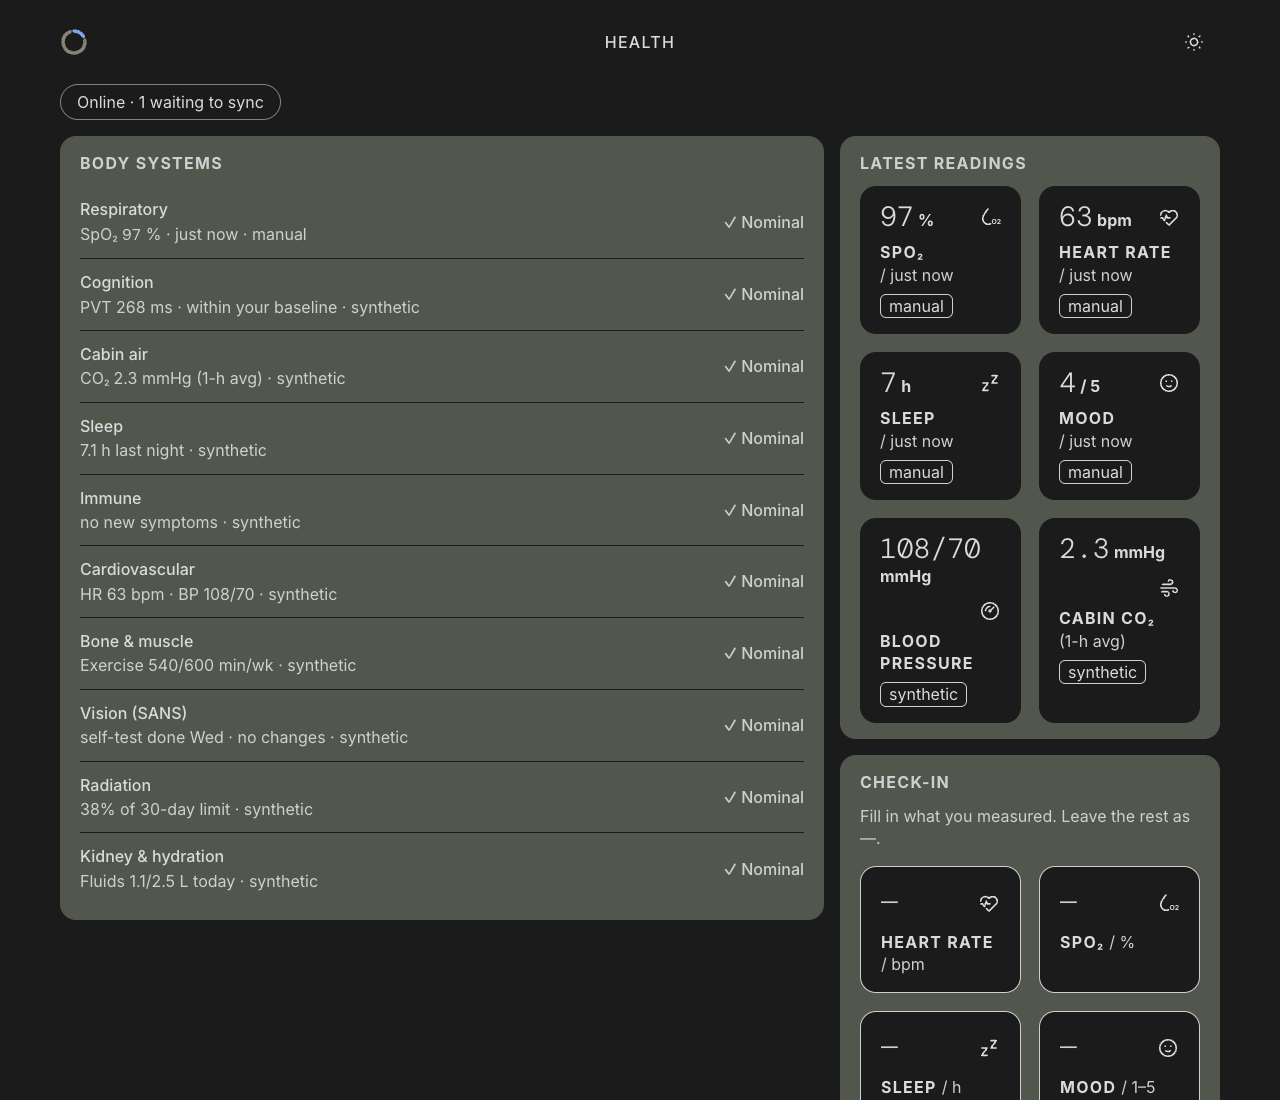 HEALTH
Online · 1 waiting to sync
BODY SYSTEMS
Respiratory
SpO₂ 97 % · just now · manual
✓ Nominal
Cognition
PVT 268 ms · within your baseline · synthetic
✓ Nominal
Cabin air
CO₂ 2.3 mmHg (1-h avg) · synthetic
✓ Nominal
Sleep
7.1 h last night · synthetic
✓ Nominal
Immune
no new symptoms · synthetic
✓ Nominal
Cardiovascular
HR 63 bpm · BP 108/70 · synthetic
✓ Nominal
Bone & muscle
Exercise 540/600 min/wk · synthetic
✓ Nominal
Vision (SANS)
self-test done Wed · no changes · synthetic
✓ Nominal
Radiation
38% of 30-day limit · synthetic
✓ Nominal
Kidney & hydration
Fluids 1.1/2.5 L today · synthetic
✓ Nominal
LATEST READINGS
97 %
O2
SPO₂
/ just now
manual
63 bpm
HEART RATE
/ just now
manual
7 h
zZ
SLEEP
/ just now
manual
4 / 5
MOOD
/ just now
manual
108/70
mmHg
BLOOD
PRESSURE
synthetic
2.3 mmHg
CABIN CO₂
(1-h avg)
synthetic
CHECK-IN
Fill in what you measured. Leave the rest as
—.
—
HEART RATE
/ bpm
—
O2
SPO₂ / %
—
zZ
SLEEP / h
—
MOOD / 1–5